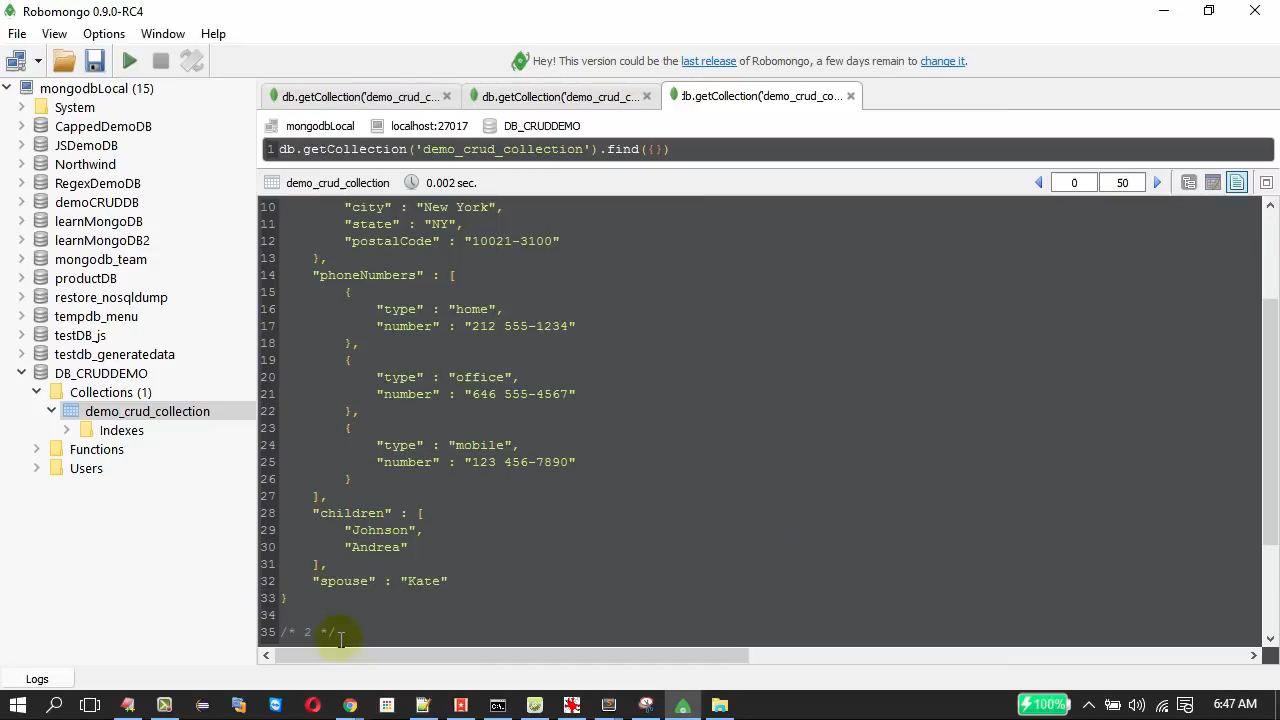 Robomongo 0.9.0-RC4
File View Options Window Help
Hey! This version could be the last release of Robomongo, a few days remain to change it.
mongodbLocal (15)
System
CappedDemoDB
JSDemoDB
Northwind
RegexDemoDB
demoCRUDDB
learnMongoDB
learnMongoDB2
mongodb_team
productDB
restore_nosqldump
tempdb_menu
testDB_js
testdb_generatedata
DB_CRUDDEMO
Collections (1)
demo_crud_collection
Indexes
Functions
Users
db.getCollection('demo_crud_c... db.getCollection('demo_crud_c... db.getCollection('demo_crud_co...
mongodbLocal localhost:27017 DB_CRUDDEMO
1 db.getCollection('demo_crud_collection').find({})
demo_crud_collection 0.002 sec. 0 50
10 "city" : "New York",
11 "state" : "NY",
12 "postalCode" : "10021-3100"
13 },
14 "phoneNumbers" : [
15 {
16 "type" : "home",
17 "number" : "212 555-1234"
18 },
19 {
20 "type" : "office",
21 "number" : "646 555-4567"
22 },
23 {
24 "type" : "mobile",
25 "number" : "123 456-7890"
26 }
27 ],
28 "children" : [
29 "Johnson",
30 "Andrea"
31 ],
32 "spouse" : "Kate"
33 }
34
35 /* 2 */
Logs
100%
6:47 AM